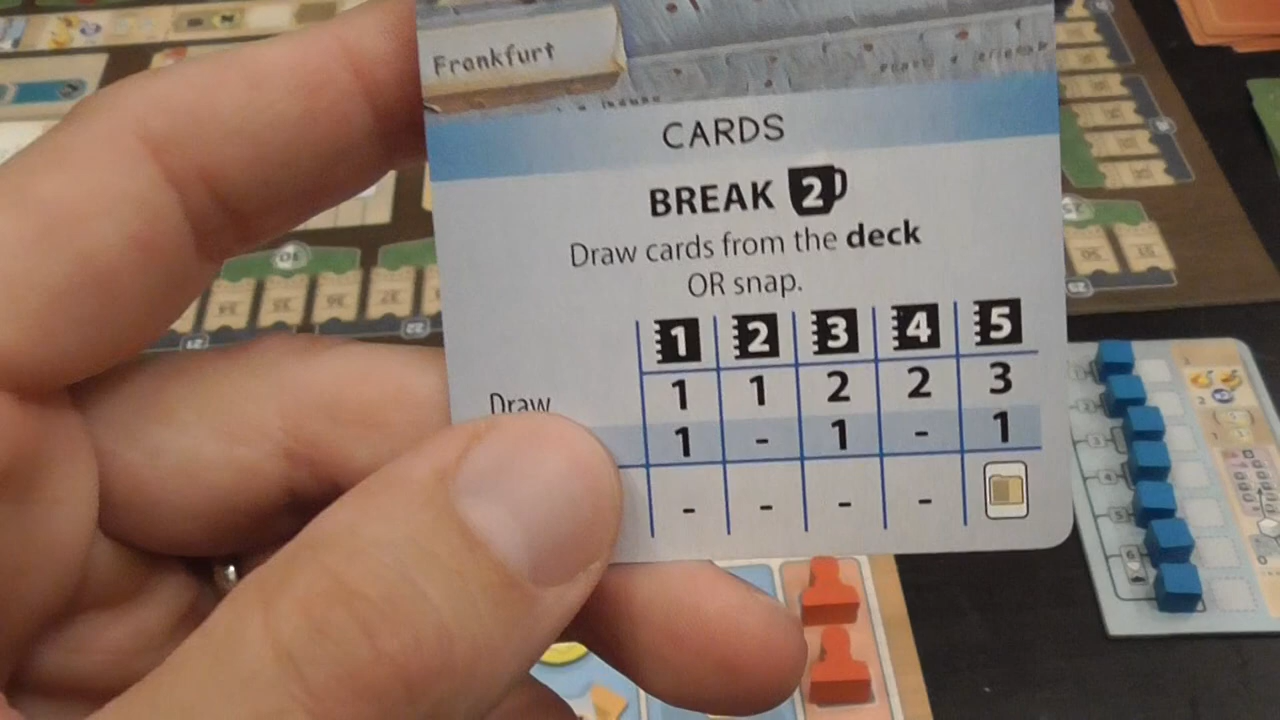 Frankfurt
CARDS
BREAK 2
Draw cards from the deck
OR snap.
1 2 3 4 5
Draw 1 1 2 2 3
1 - 1 - 1
- - - -